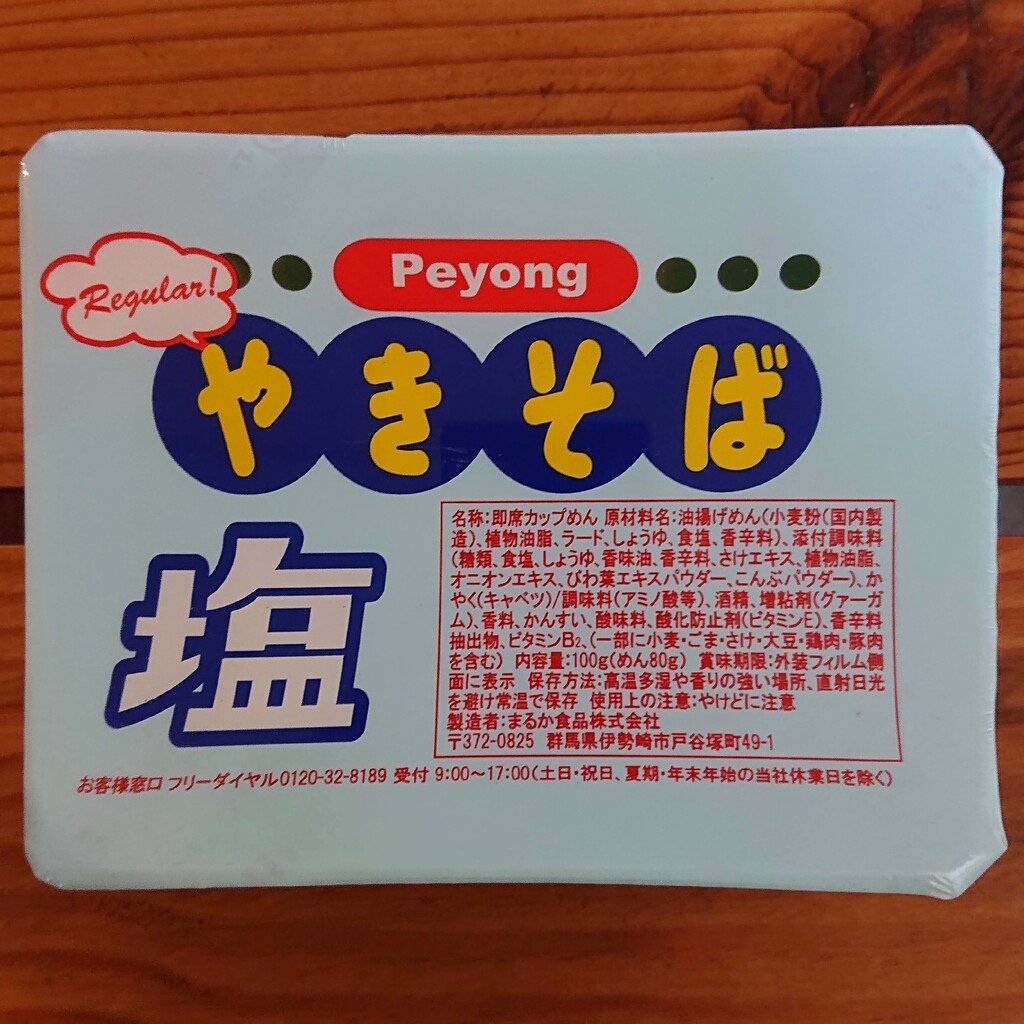 Peyong
Regular!
やきそば
塩
名称:即席カップめん 原材料名:油揚げめん(小麦粉(国内製
造)、植物油脂、ラード、しょうゆ、食塩、香辛料)、添付調味料
(糖類、食塩、しょうゆ、香味油、香辛料、さけエキス、植物油脂、
オニオンエキス、びわ葉エキスパウダー、こんぶパウダー)、か
やく(キャベツ)/調味料(アミノ酸等)、酒精、増粘剤(グァーガ
ム)、香料、かんすい、酸味料、酸化防止剤(ビタミンE)、香辛料
抽出物、ビタミンB₂、(一部に小麦・ごま・さけ・大豆・鶏肉・豚肉
を含む) 内容量:100g(めん80g) 賞味期限:外装フィルム側
面に表示 保存方法:高温多湿や香りの強い場所、直射日光
を避け常温で保存 使用上の注意:やけどに注意
製造者:まるか食品株式会社
〒372-0825 群馬県伊勢崎市戸谷塚町49-1
お客様窓口 フリーダイヤル0120-32-8189 受付 9:00〜17:00(土日・祝日、夏期・年末年始の当社休業日を除く)